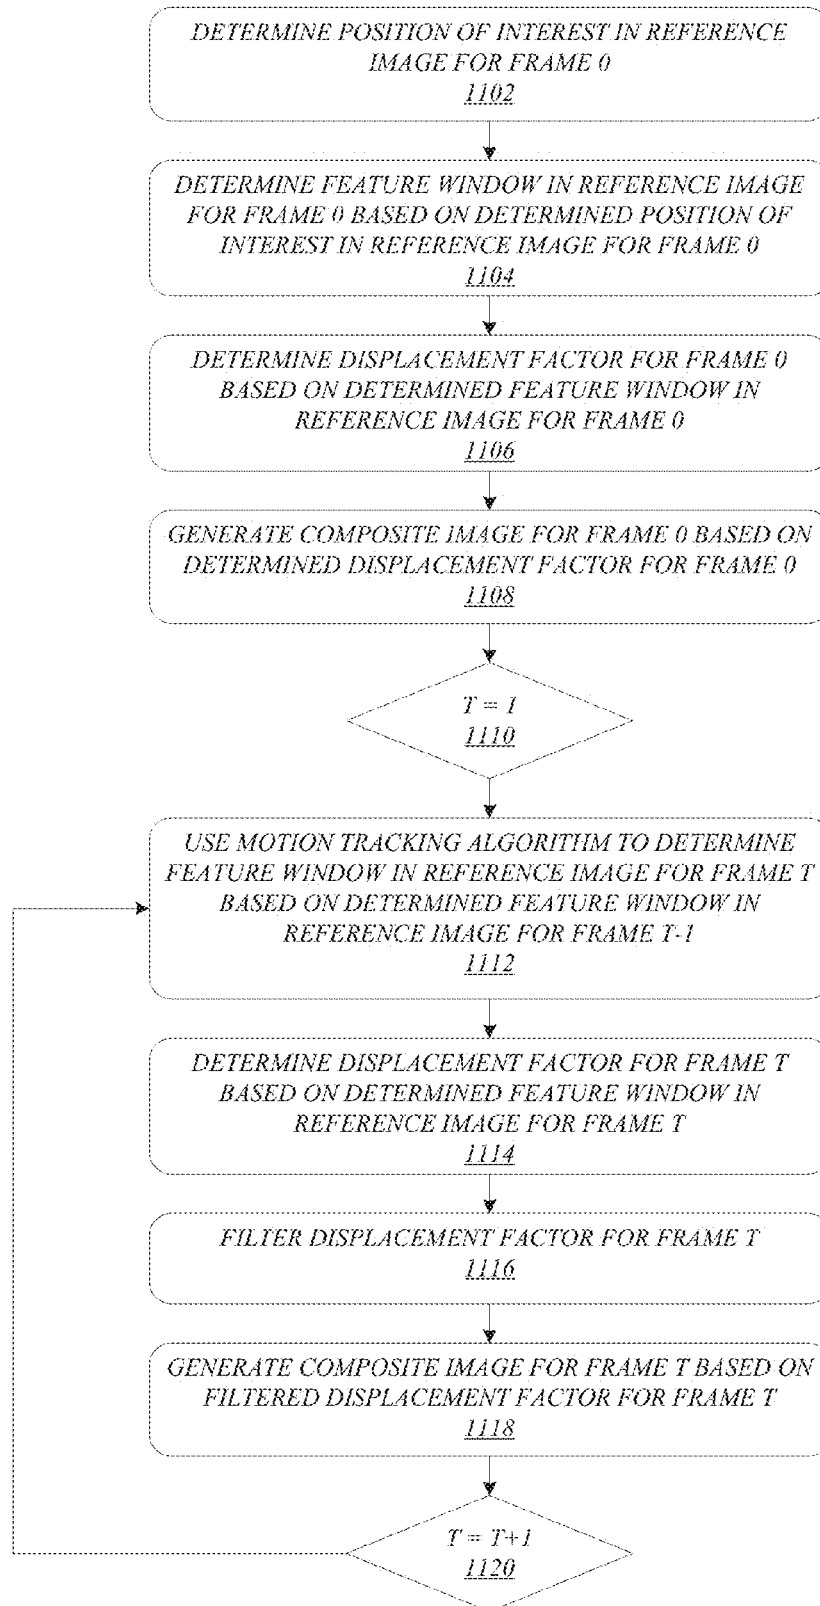 DETERMINE POSITION OF INTEREST IN REFERENCE
IMAGE FOR FRAME 0
1102
DETERMINE FEATURE WINDOW IN REFERENCE IMAGE
FOR FRAME 0 BASED ON DETERMINED POSITION OF
INTEREST IN REFERENCE IMAGE FOR FRAME 0
1104
DETERMINE DISPLACEMENT FACTOR FOR FRAME 0
BASED ON DETERMINED FEATURE WINDOW IN
REFERENCE IMAGE FOR FRAME 0
1106
GENERATE COMPOSITE IMAGE FOR FRAME 0 BASED ON
DETERMINED DISPLACEMENT FACTOR FOR FRAME 0
1108
T = 1
1110
USE MOTION TRACKING ALGORITHM TO DETERMINE
FEATURE WINDOW IN REFERENCE IMAGE FOR FRAME T
BASED ON DETERMINED FEATURE WINDOW IN
REFERENCE IMAGE FOR FRAME T-1
1112
DETERMINE DISPLACEMENT FACTOR FOR FRAME T
BASED ON DETERMINED FEATURE WINDOW IN
REFERENCE IMAGE FOR FRAME T
1114
FILTER DISPLACEMENT FACTOR FOR FRAME T
1116
GENERATE COMPOSITE IMAGE FOR FRAME T BASED ON
FILTERED DISPLACEMENT FACTOR FOR FRAME T
1118
T = T+1
1120